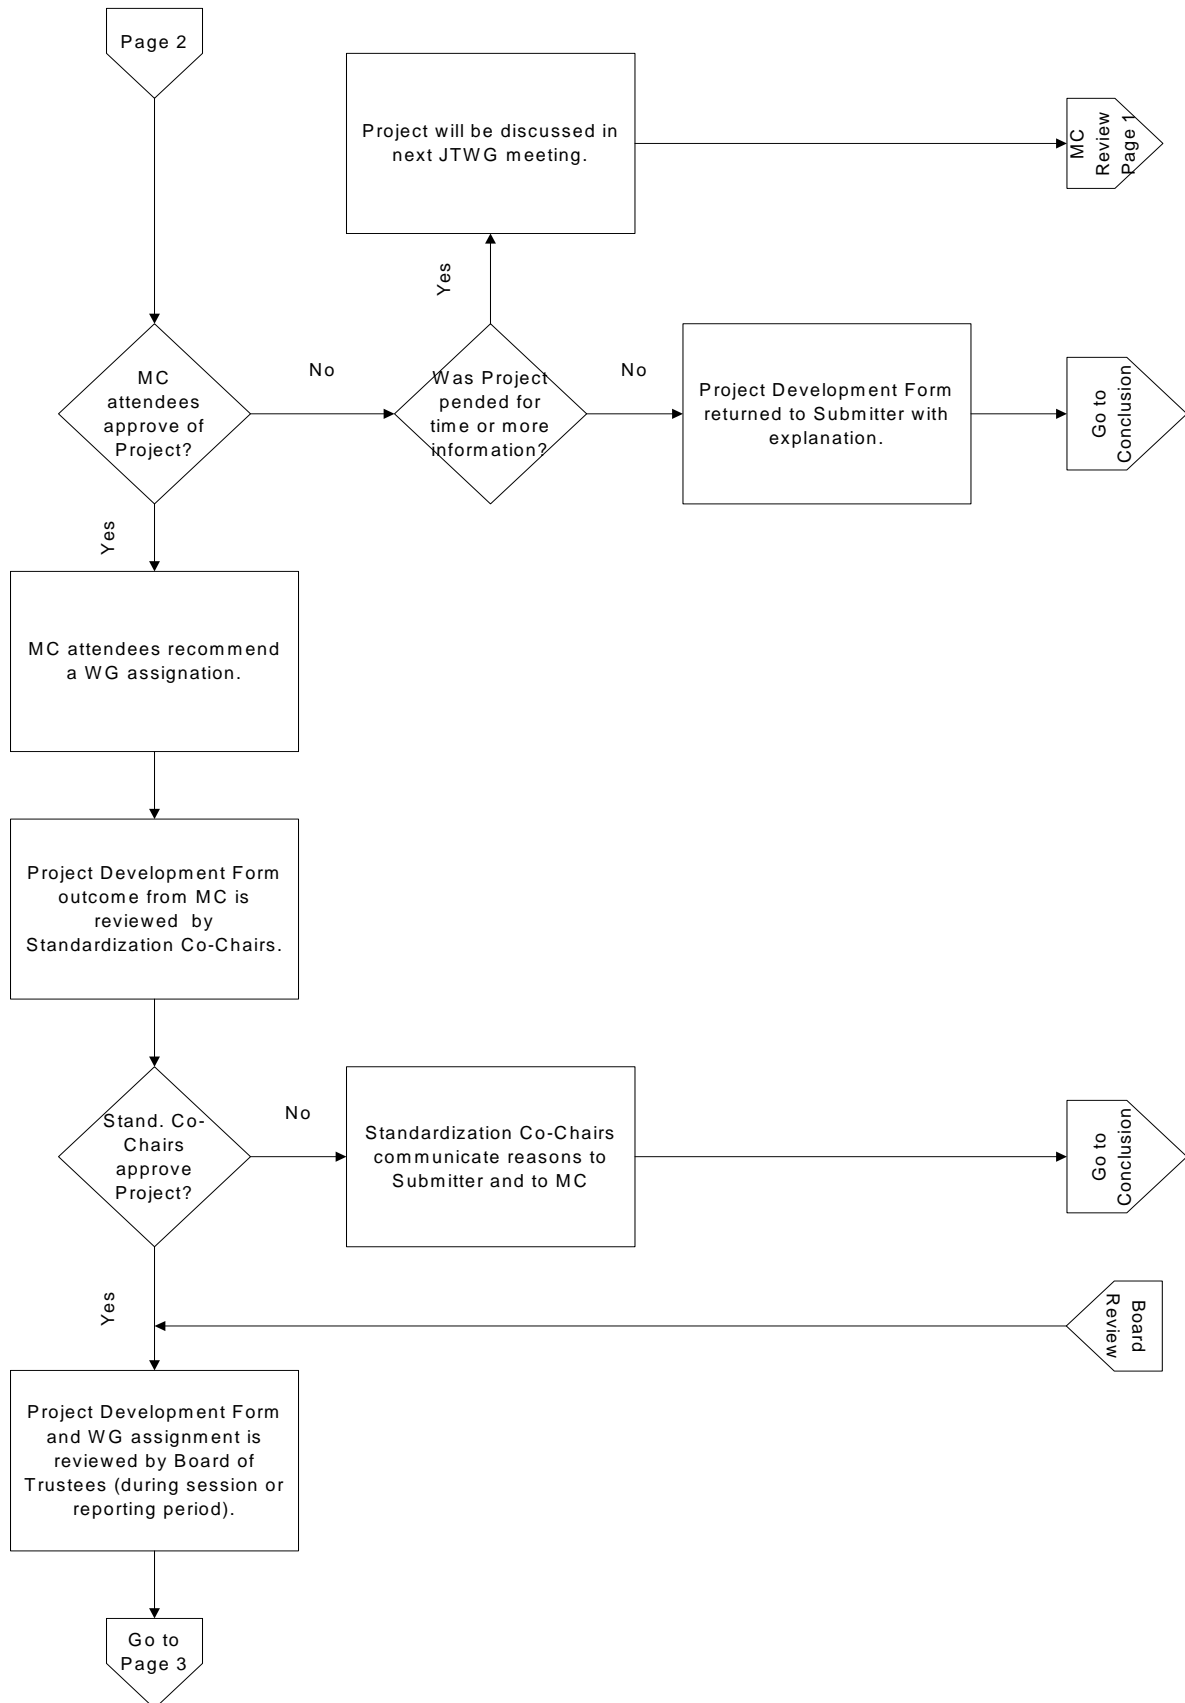 Page 2
Project will be discussed in
next JTWG meeting.
MC
Review
Page 1
Yes
MC
attendees
approve of
Project?
No
Was Project
pended for
time or more
information?
No
Project Development Form
returned to Submitter with
explanation.
Go to
Conclusion
Yes
MC attendees recommend
a WG assignation.
Project Development Form
outcome from MC is
reviewed by
Standardization Co-Chairs.
Stand. Co-
Chairs
approve
Project?
No
Standardization Co-Chairs
communicate reasons to
Submitter and to MC
Go to
Conclusion
Yes
Board
Review
Project Development Form
and WG assignment is
reviewed by Board of
Trustees (during session or
reporting period).
Go to
Page 3